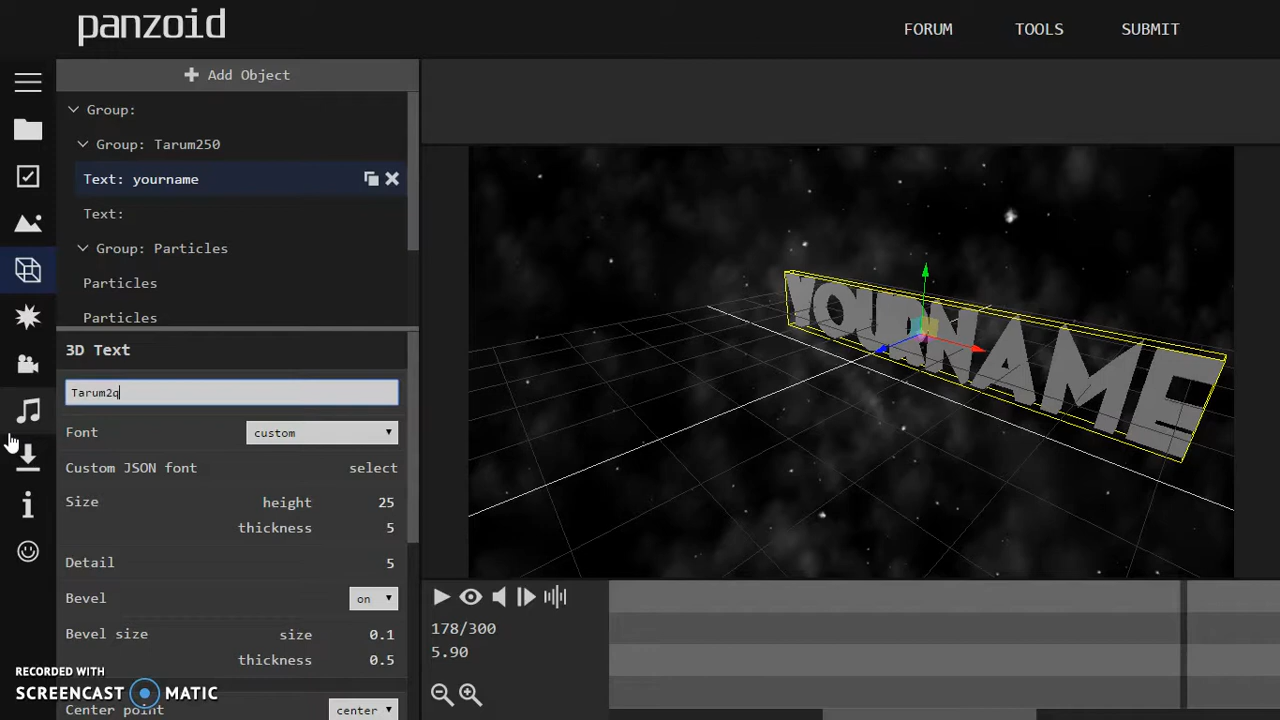 panzoid
FORUM
TOOLS
SUBMIT
Add Object
Group:
Group: Tarum250
Text: yourname
Text:
Group: Particles
Particles
Particles
3D Text
Tarum2q
Font custom
Custom JSON font select
Size height 25
thickness 5
Detail 5
Bevel on
Bevel size size 0.1
thickness 0.5
Center point center
YOURNAME
178/300
5.90
RECORDED WITH
SCREENCAST MATIC